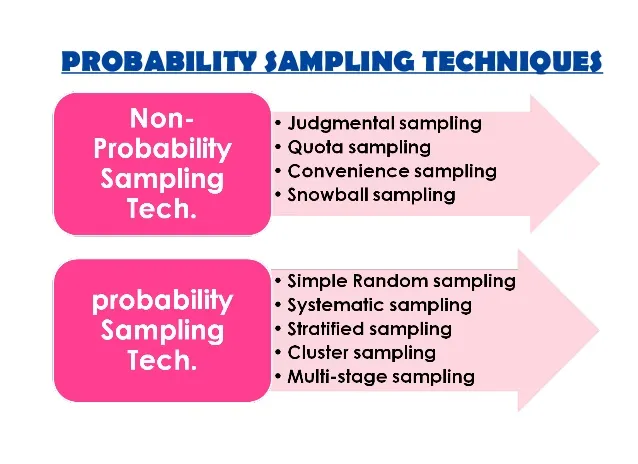 PROBABILITY SAMPLING TECHNIQUES
Non-
Probability
Sampling
Tech.
• Judgmental sampling
• Quota sampling
• Convenience sampling
• Snowball sampling
probability
Sampling
Tech.
• Simple Random sampling
• Systematic sampling
• Stratified sampling
• Cluster sampling
• Multi-stage sampling